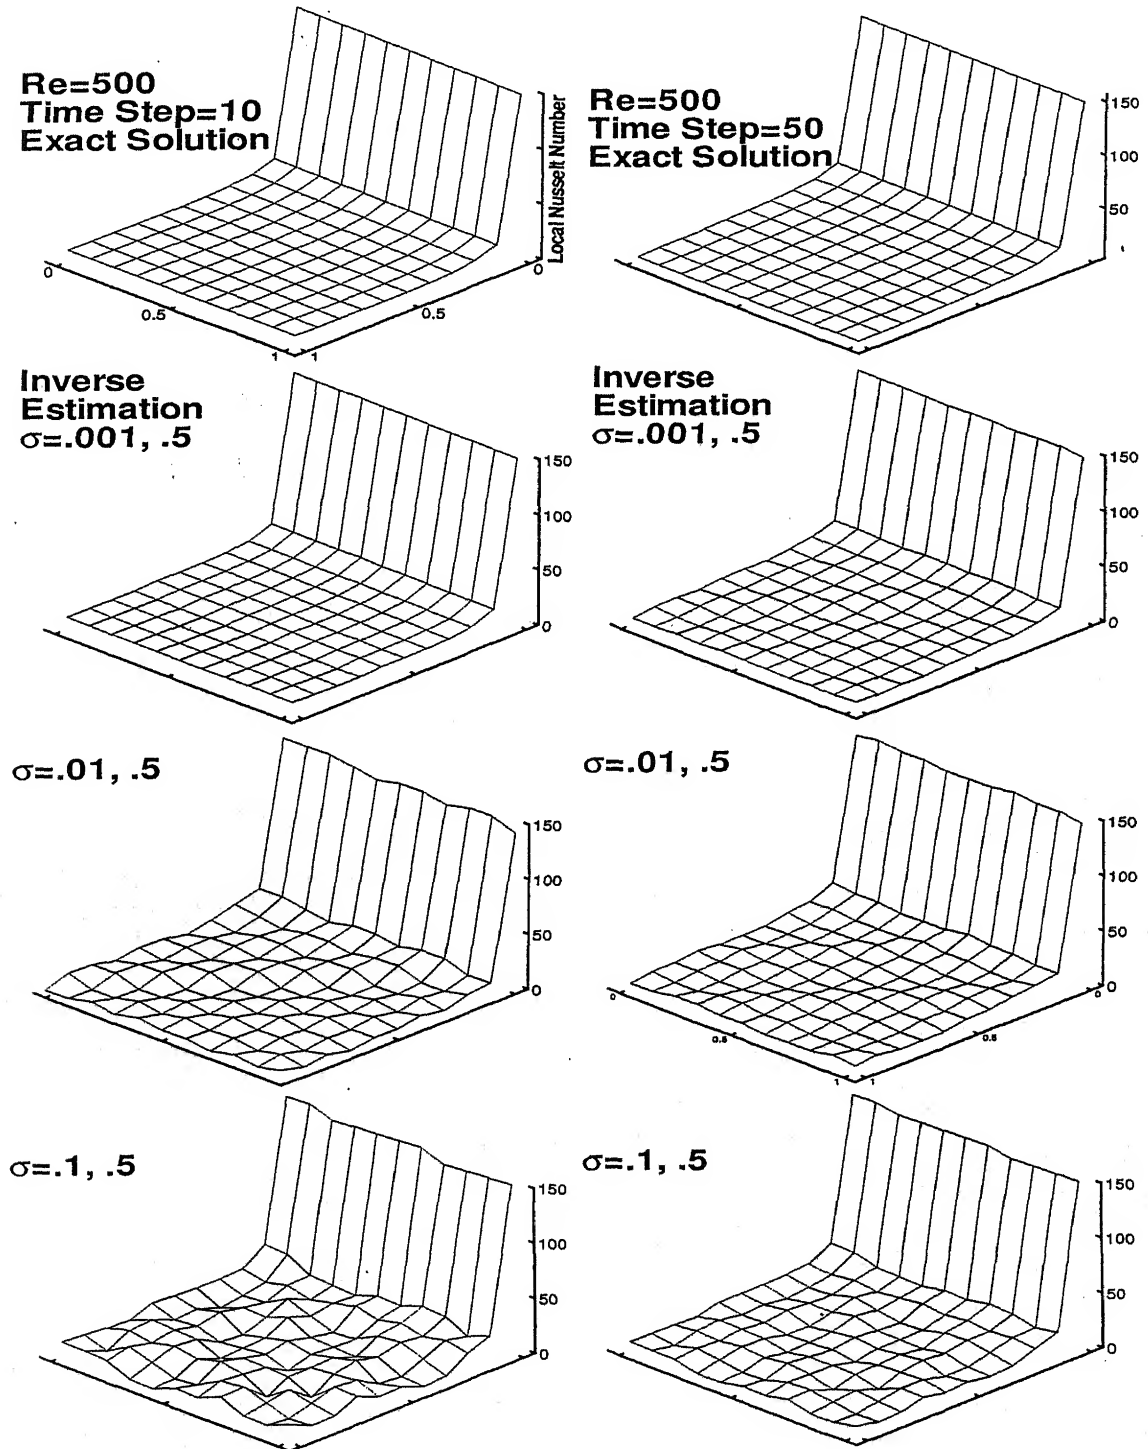 Re=500
Time Step=10
Exact Solution
Local Nusselt Number
0
0.5
1
1
0.5
0
Re=500
Time Step=50
Exact Solution
150
100
50
Inverse
Estimation
σ=.001, .5
150
100
50
0
Inverse
Estimation
σ=.001, .5
150
100
50
0
σ=.01, .5
150
100
50
0
σ=.01, .5
150
100
50
0
0
0.5
1
1
0.5
0
σ=.1, .5
150
100
50
0
σ=.1, .5
150
100
50
0